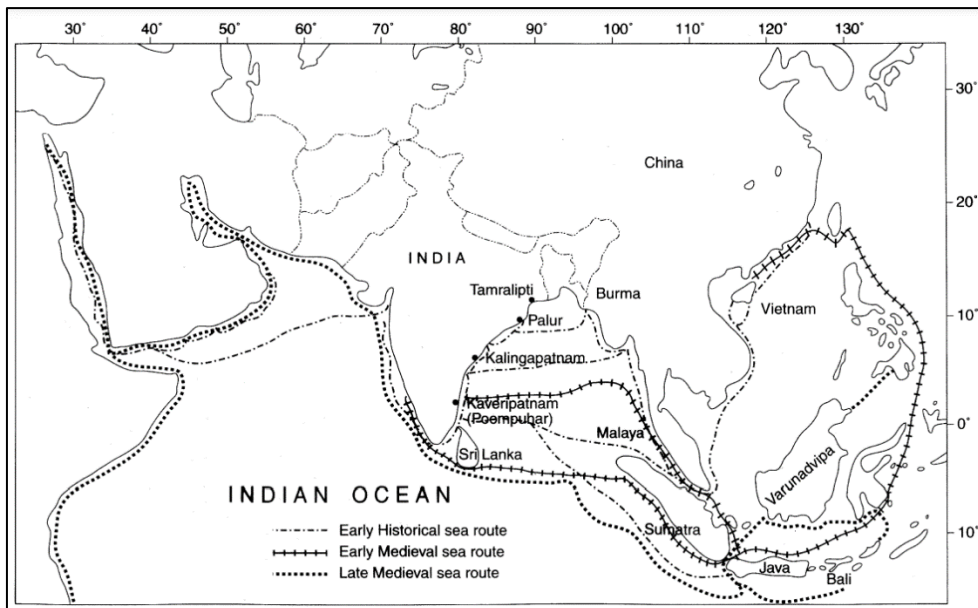 30° 40° 50° 60° 70° 80° 90° 100° 110° 120° 130°
30°
China
20°
INDIA
Tamralipti
Burma
Vietnam
Palur
10°
Kalingapatnam
Kaveripatnam
(Poompuhar)
Malaya
0°
Sri Lanka
Varunadvipa
INDIAN OCEAN
Early Historical sea route
Sumatra
10°
Early Medieval sea route
Java
Late Medieval sea route
Bali